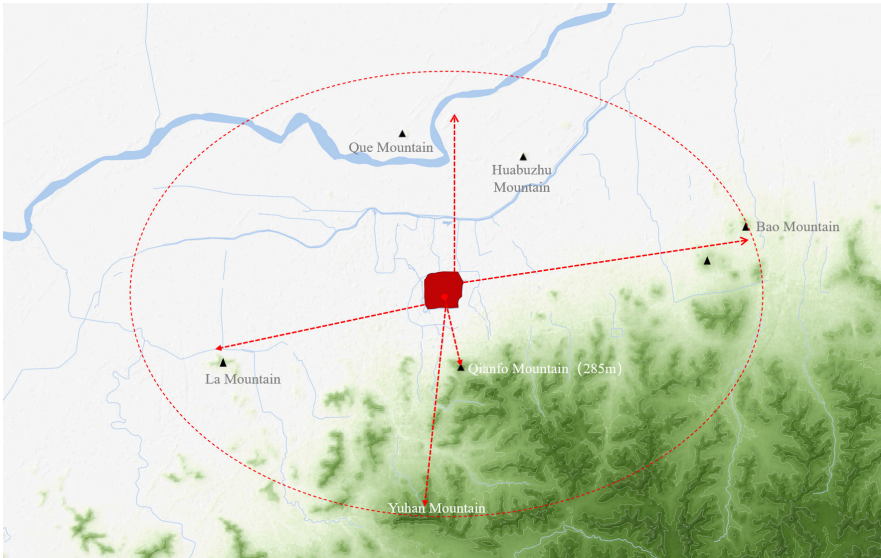 Que Mountain
Huabuzhu
Mountain
Bao Mountain
La Mountain
Qianfo Mountain（285m）
Yuhan Mountain